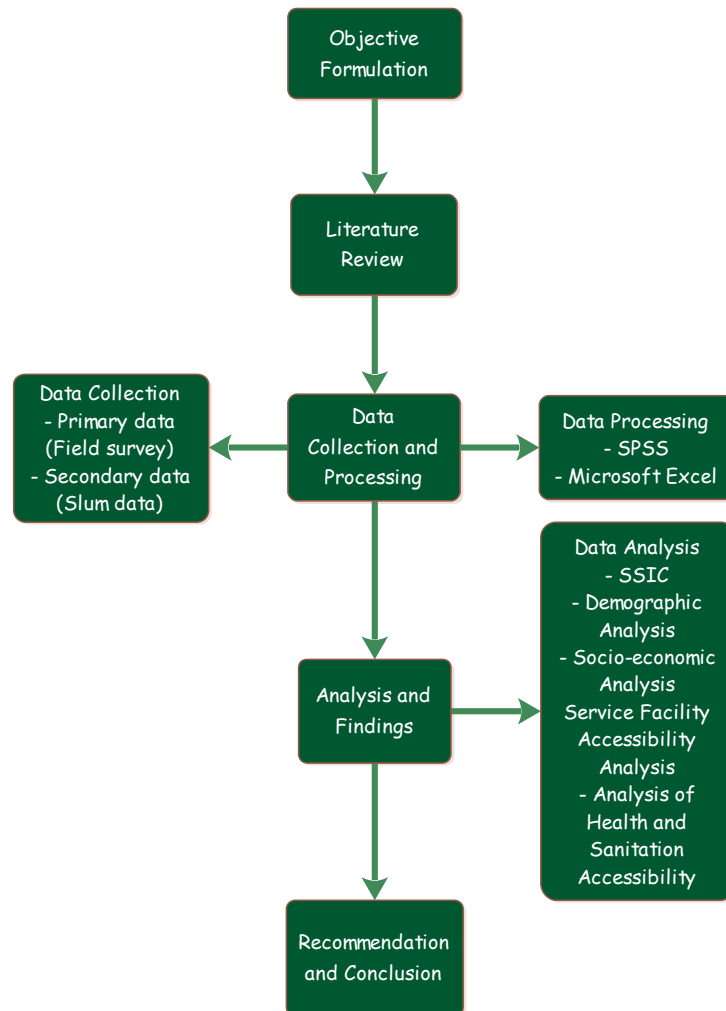 Objective
Formulation
Literature
Review
Data Collection
- Primary data
(Field survey)
- Secondary data
(Slum data)
Data
Collection and
Processing
Data Processing
- SPSS
- Microsoft Excel
Analysis and
Findings
Data Analysis
- SSIC
- Demographic
Analysis
- Socio-economic
Analysis
Service Facility
Accessibility
Analysis
- Analysis of
Health and
Sanitation
Accessibility
Recommendation
and Conclusion